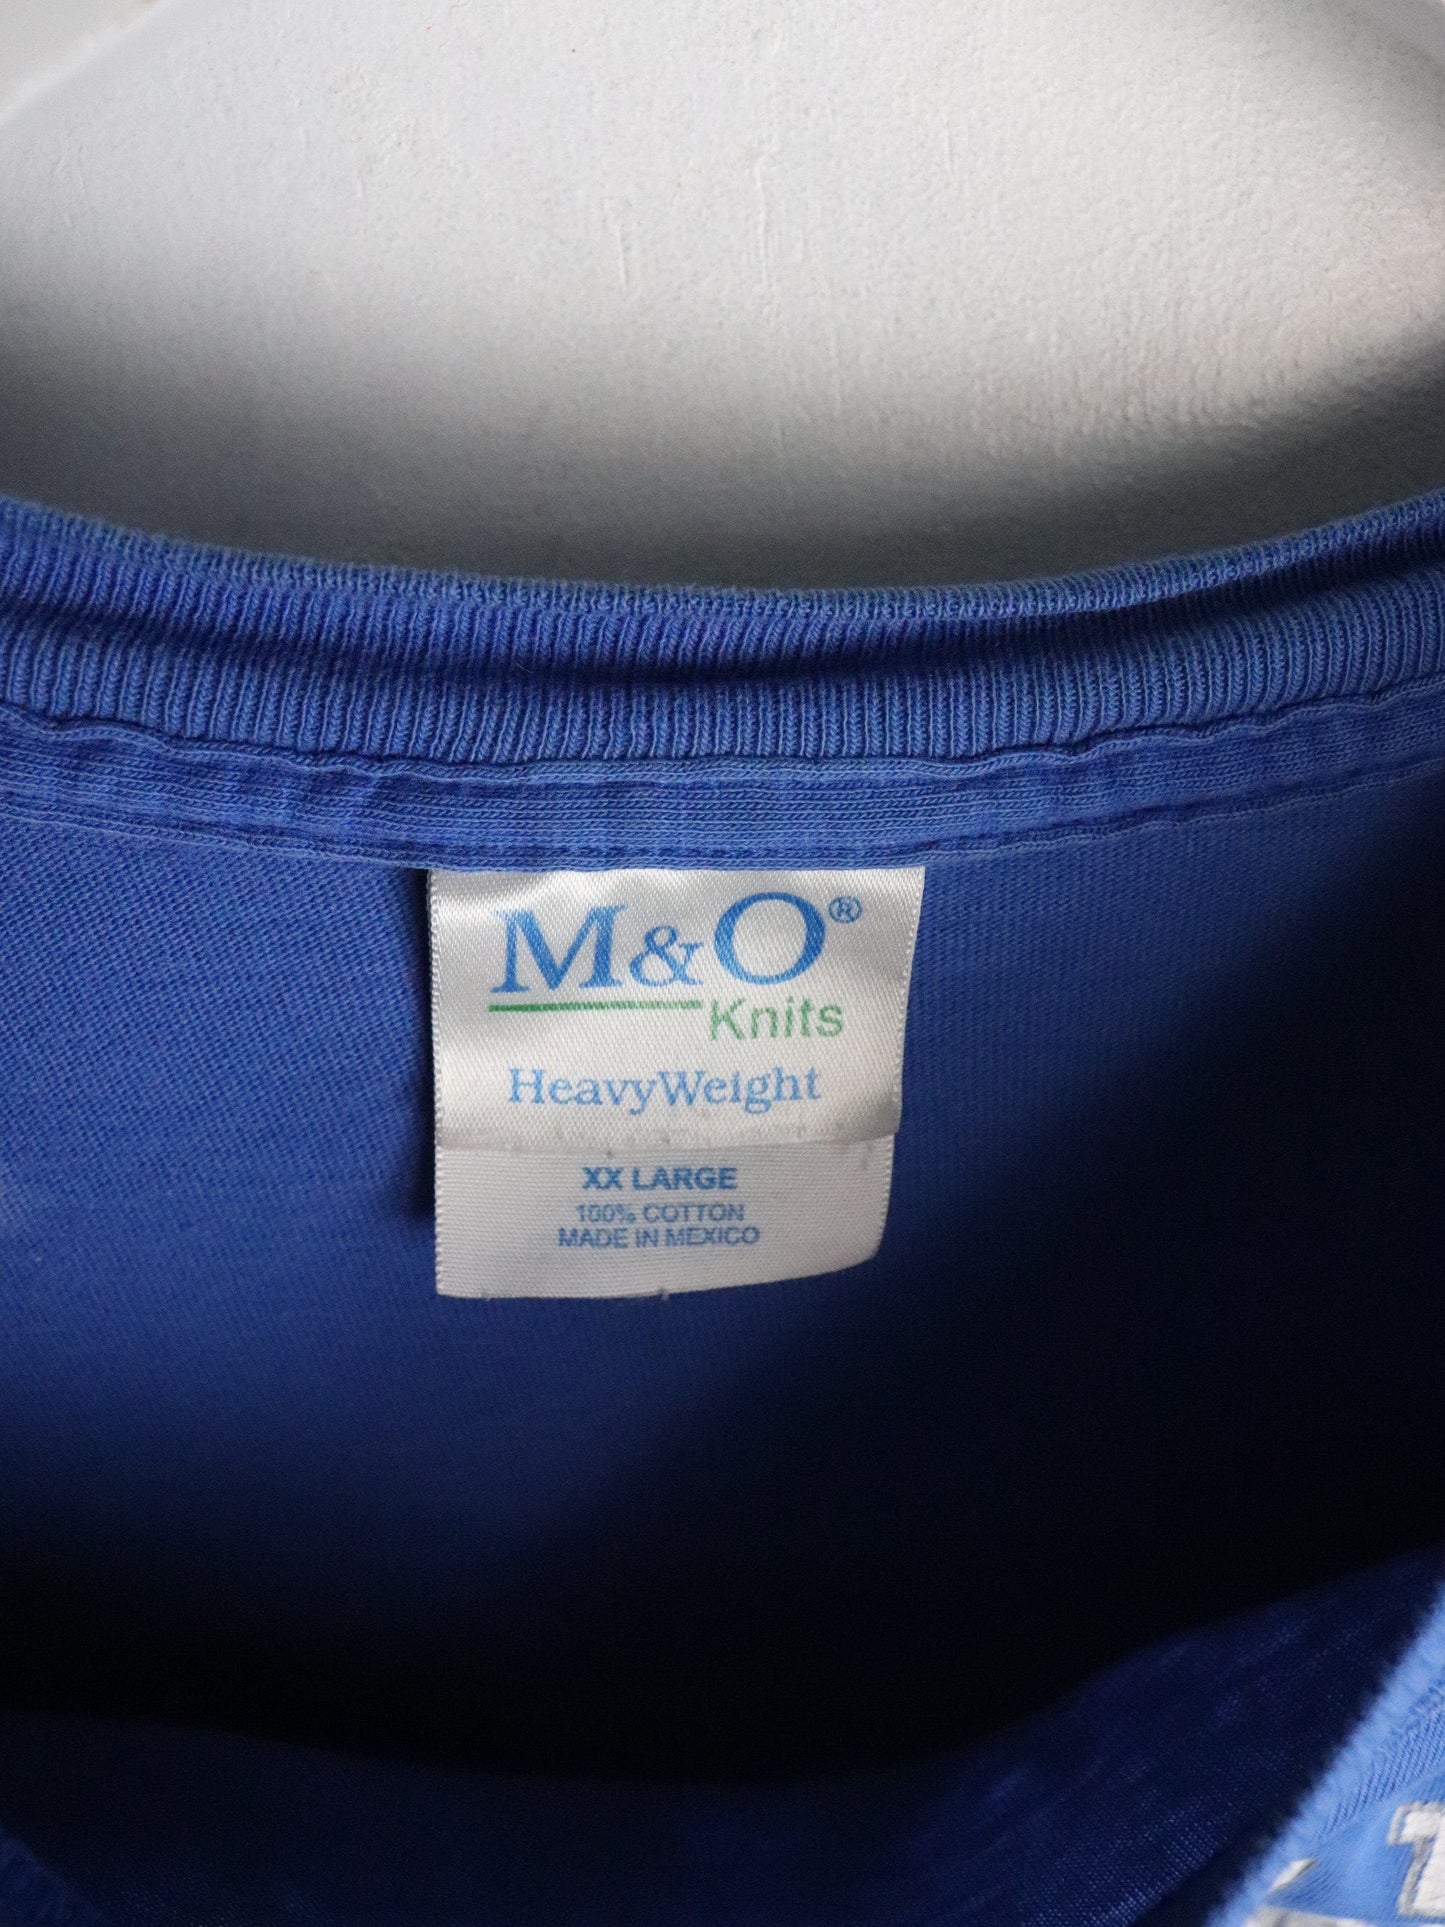 M&O®
Knits
HeavyWeight
XX LARGE
100% COTTON
MADE IN MEXICO